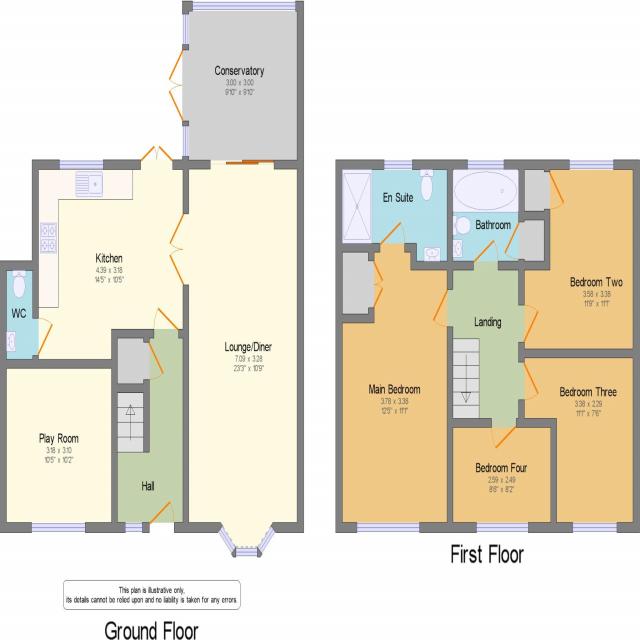 Conservatory
3.00 x 3.00
9'10" x 9'10"
Kitchen
4.39 x 3.18
14'5" x 10'5"
WC
Lounge/Diner
7.09 x 3.28
23'3" x 10'9"
Play Room
3.18 x 3.10
10'5" x 10'2"
Hall
This plan is illustrative only,
its details cannot be relied upon and no liability is taken for any errors.
Ground Floor
En Suite
Bathroom
Bedroom Two
3.58 x 3.38
11'9" x 11'1"
Landing
Main Bedroom
3.78 x 3.38
12'5" x 11'1"
Bedroom Three
3.38 x 2.29
11'1" x 7'6"
Bedroom Four
2.59 x 2.49
8'6" x 8'2"
First Floor